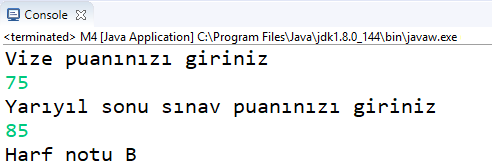 Console
<terminated> M4 [Java Application] C:\Program Files\Java\jdk1.8.0_144\bin\javaw.exe
Vize puanınızı giriniz
75
Yarıyıl sonu sınav puanınızı giriniz
85
Harf notu B